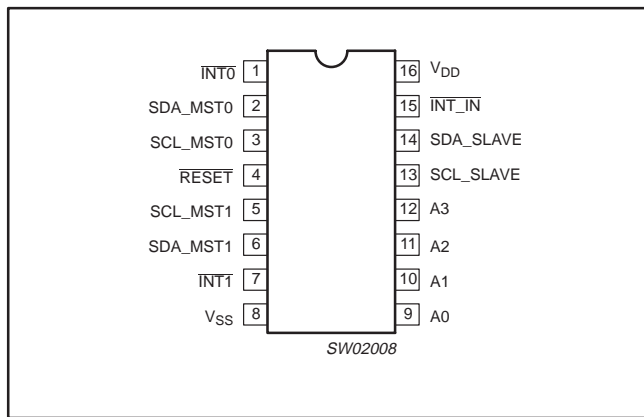 INT0 1 16 VDD
SDA_MST0 2 15 INT_IN
SCL_MST0 3 14 SDA_SLAVE
RESET 4 13 SCL_SLAVE
SCL_MST1 5 12 A3
SDA_MST1 6 11 A2
INT1 7 10 A1
VSS 8 9 A0
SW02008